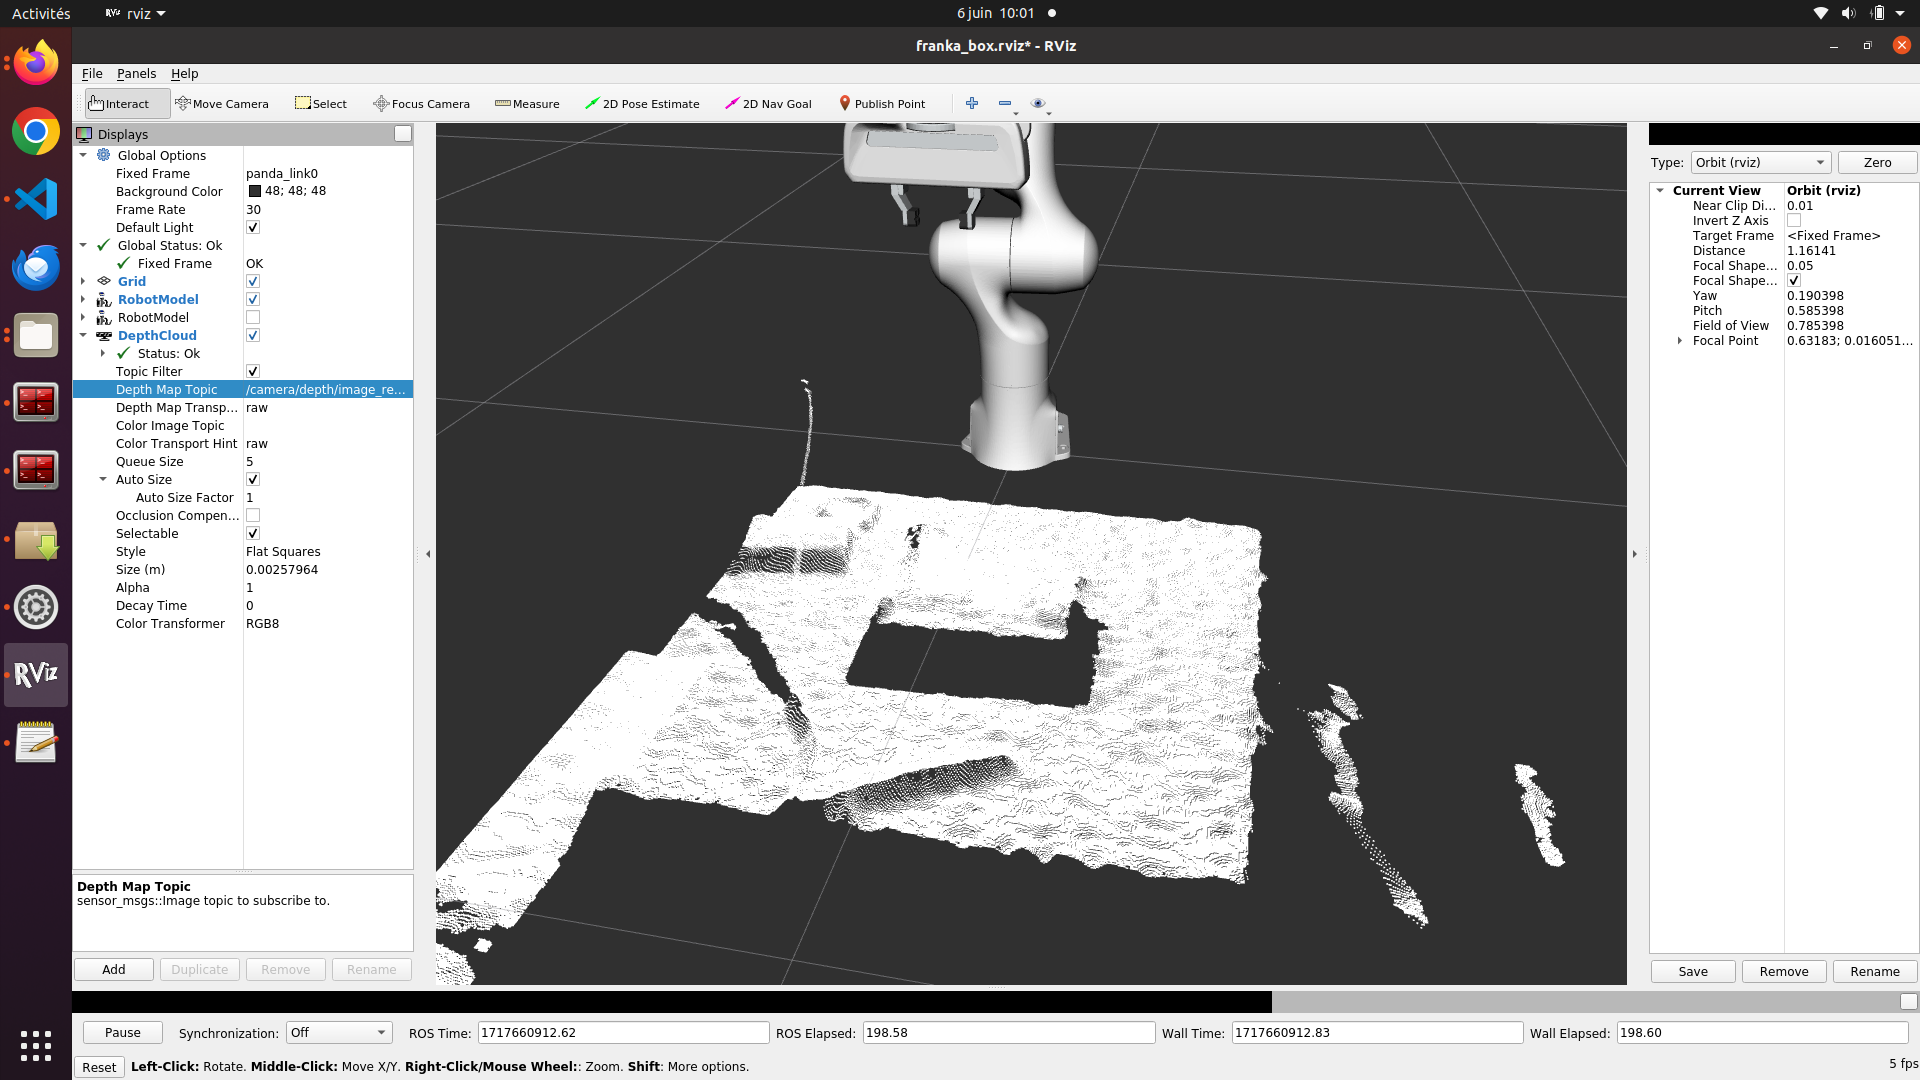 Activités
rviz
6 juin 10:01
franka_box.rviz* - RViz
File Panels Help
Interact Move Camera Select Focus Camera Measure 2D Pose Estimate 2D Nav Goal Publish Point
Displays
Global Options
Fixed Frame panda_link0
Background Color 48; 48; 48
Frame Rate 30
Default Light
Global Status: Ok
Fixed Frame OK
Grid
RobotModel
RobotModel
DepthCloud
Status: Ok
Topic Filter
Depth Map Topic /camera/depth/image_re...
Depth Map Transp... raw
Color Image Topic
Color Transport Hint raw
Queue Size 5
Auto Size
Auto Size Factor 1
Occlusion Compen...
Selectable
Style Flat Squares
Size (m) 0.00257964
Alpha 1
Decay Time 0
Color Transformer RGB8
Depth Map Topic
sensor_msgs::Image topic to subscribe to.
Add Duplicate Remove Rename
Type: Orbit (rviz) Zero
Current View Orbit (rviz)
Near Clip Di... 0.01
Invert Z Axis
Target Frame <Fixed Frame>
Distance 1.16141
Focal Shape... 0.05
Focal Shape...
Yaw 0.190398
Pitch 0.585398
Field of View 0.785398
Focal Point 0.63183; 0.016051...
Save Remove Rename
RViz
Pause Synchronization: Off ROS Time: 1717660912.62 ROS Elapsed: 198.58 Wall Time: 1717660912.83 Wall Elapsed: 198.60
Reset Left-Click: Rotate. Middle-Click: Move X/Y. Right-Click/Mouse Wheel:: Zoom. Shift: More options. 5 fps